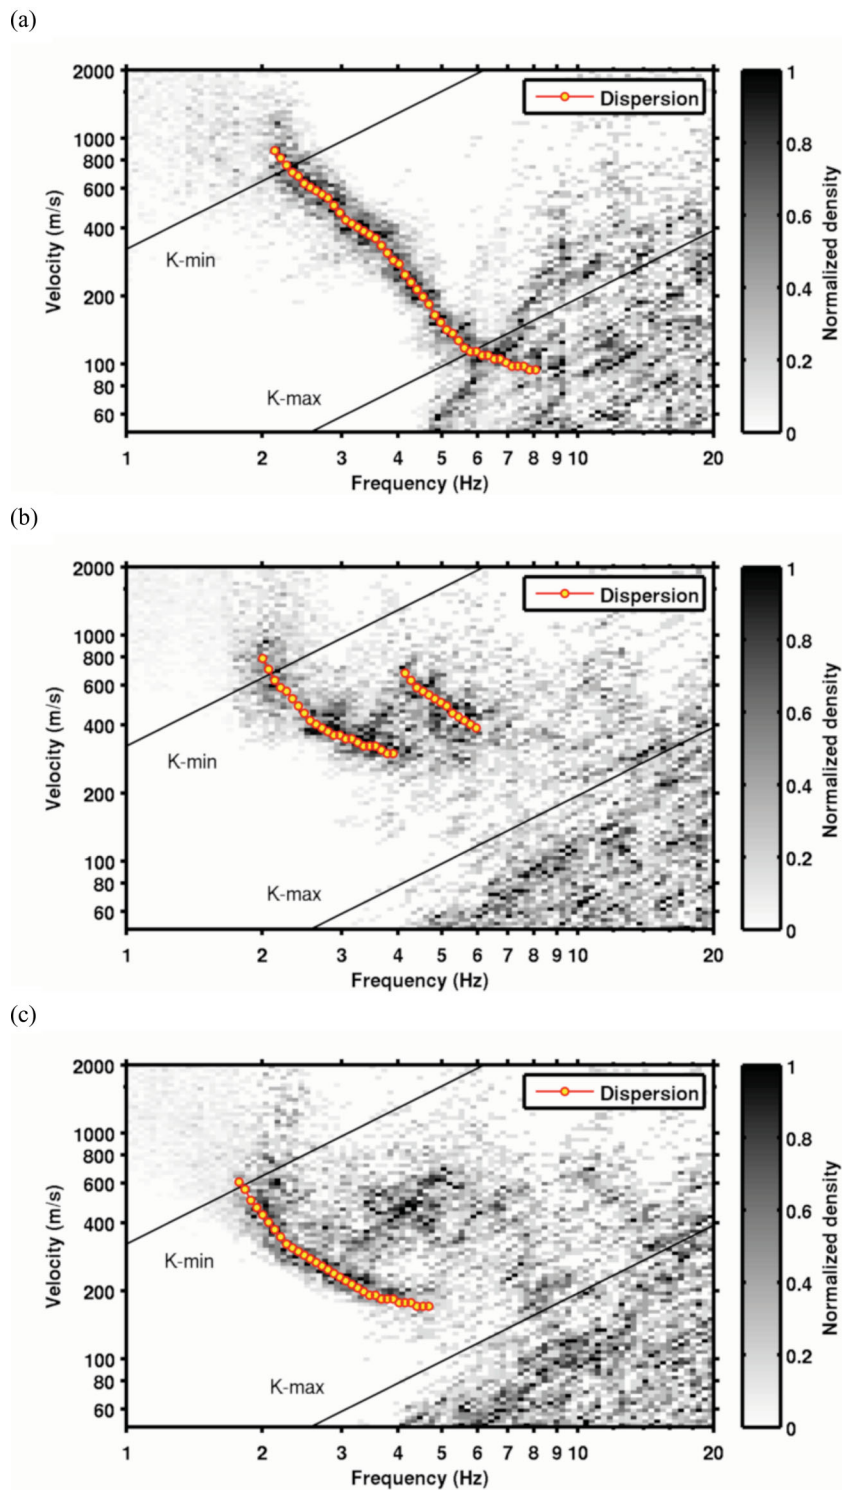 (a)
2000
1000
800
600
400
200
100
80
60
Velocity (m/s)
K-min
K-max
Dispersion
1 2 3 4 5 6 7 8 9 10 20
Frequency (Hz)
1
0.8
0.6
0.4
0.2
0
Normalized density
(b)
2000
1000
800
600
400
200
100
80
60
Velocity (m/s)
K-min
K-max
Dispersion
1 2 3 4 5 6 7 8 9 10 20
Frequency (Hz)
1
0.8
0.6
0.4
0.2
0
Normalized density
(c)
2000
1000
800
600
400
200
100
80
60
Velocity (m/s)
K-min
K-max
Dispersion
1 2 3 4 5 6 7 8 9 10 20
Frequency (Hz)
1
0.8
0.6
0.4
0.2
0
Normalized density